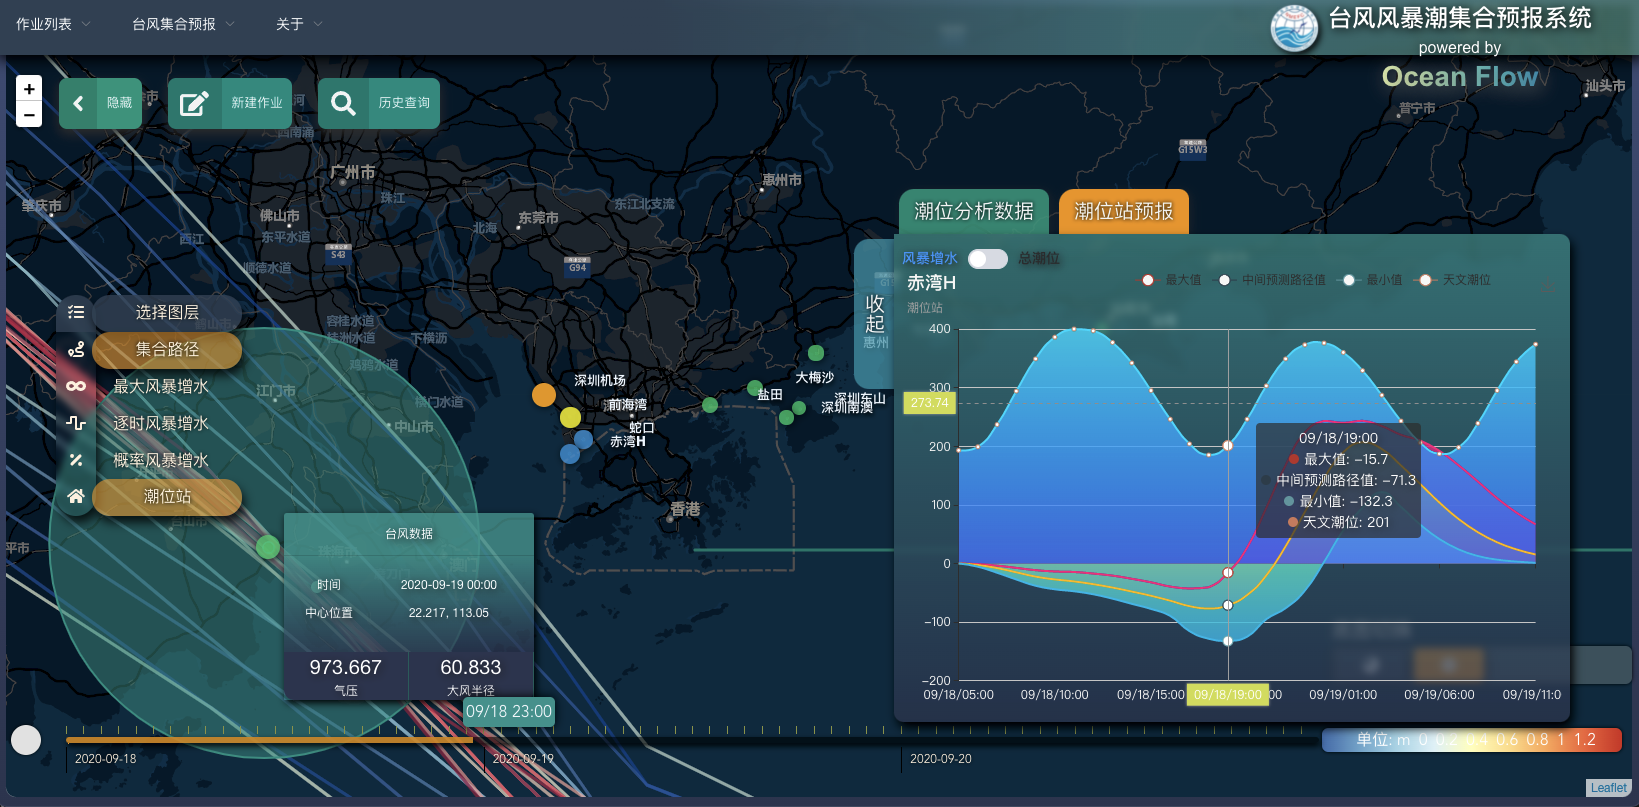 作业列表
台风集合预报
关于
台风风暴潮集合预报系统
powered by
Ocean Flow
+
−
隐藏
新建作业
历史查询
汕头市
普宁市
G15W3
西南涌
广州市
惠州市
肇庆市
珠江
东江北支流
佛山市
东莞市
北海
西江
东平水道
S43
G94
顺德水道
选择图层
集合路径
最大风暴增水
逐时风暴增水
概率风暴增水
潮位站
容桂水道
桂洲水道
下横沥
鸡鸦水道
江门市
横门水道
中山市
台山市
平市
深圳机场
前海湾
蛇口
赤湾H
大梅沙
盐田
深圳东山
深圳南澳
香港
潮位分析数据
潮位站预报
收起
惠州
风暴增水
总潮位
赤湾H
潮位站
最大值
中间预测路径值
最小值
天文潮位
400
300
273.74
200
100
0
−100
−200
09/18/19:00
最大值: −15.7
中间预测路径值: −71.3
最小值: −132.3
天文潮位: 201
09/18/05:00
09/18/10:00
09/18/15:00
09/18/19:00
09/19/01:00
09/19/06:00
09/19/11:0
台风数据
时间 2020-09-19 00:00
中心位置 22.217, 113.05
973.667
气压
60.833
大风半径
09/18 23:00
2020-09-18
2020-09-19
2020-09-20
单位: m 0 0.2 0.4 0.6 0.8 1 1.2
Leaflet